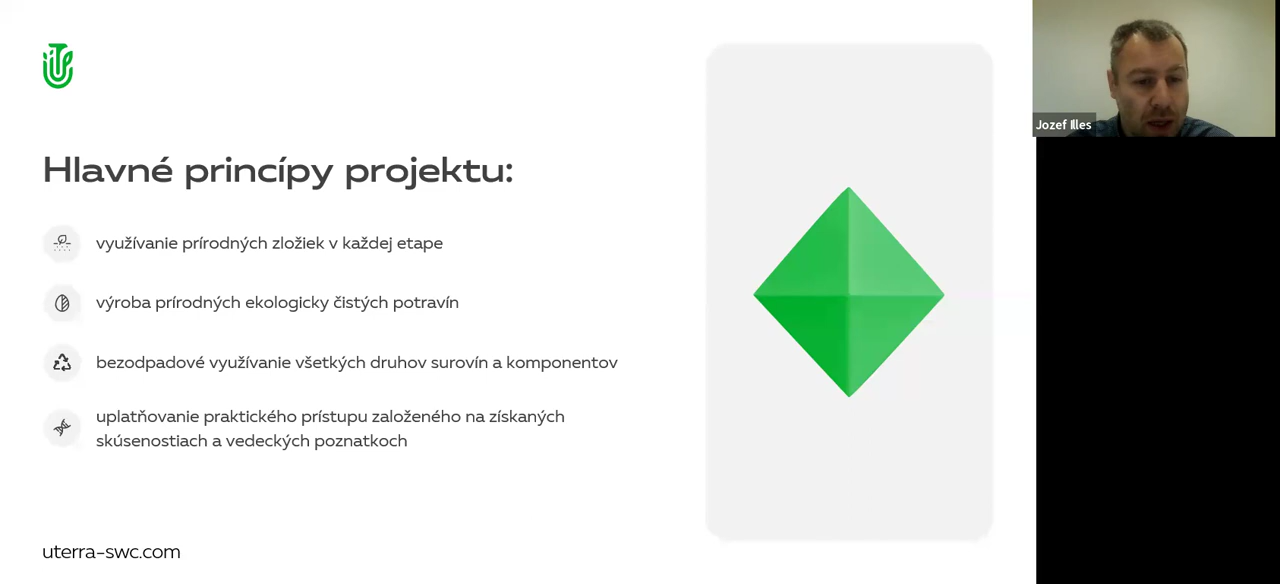 Hlavné princípy projektu:
využívanie prírodných zložiek v každej etape
výroba prírodných ekologicky čistých potravín
bezodpadové využívanie všetkých druhov surovín a komponentov
uplatňovanie praktického prístupu založeného na získaných
skúsenostiach a vedeckých poznatkoch
uterra-swc.com
Jozef Illes